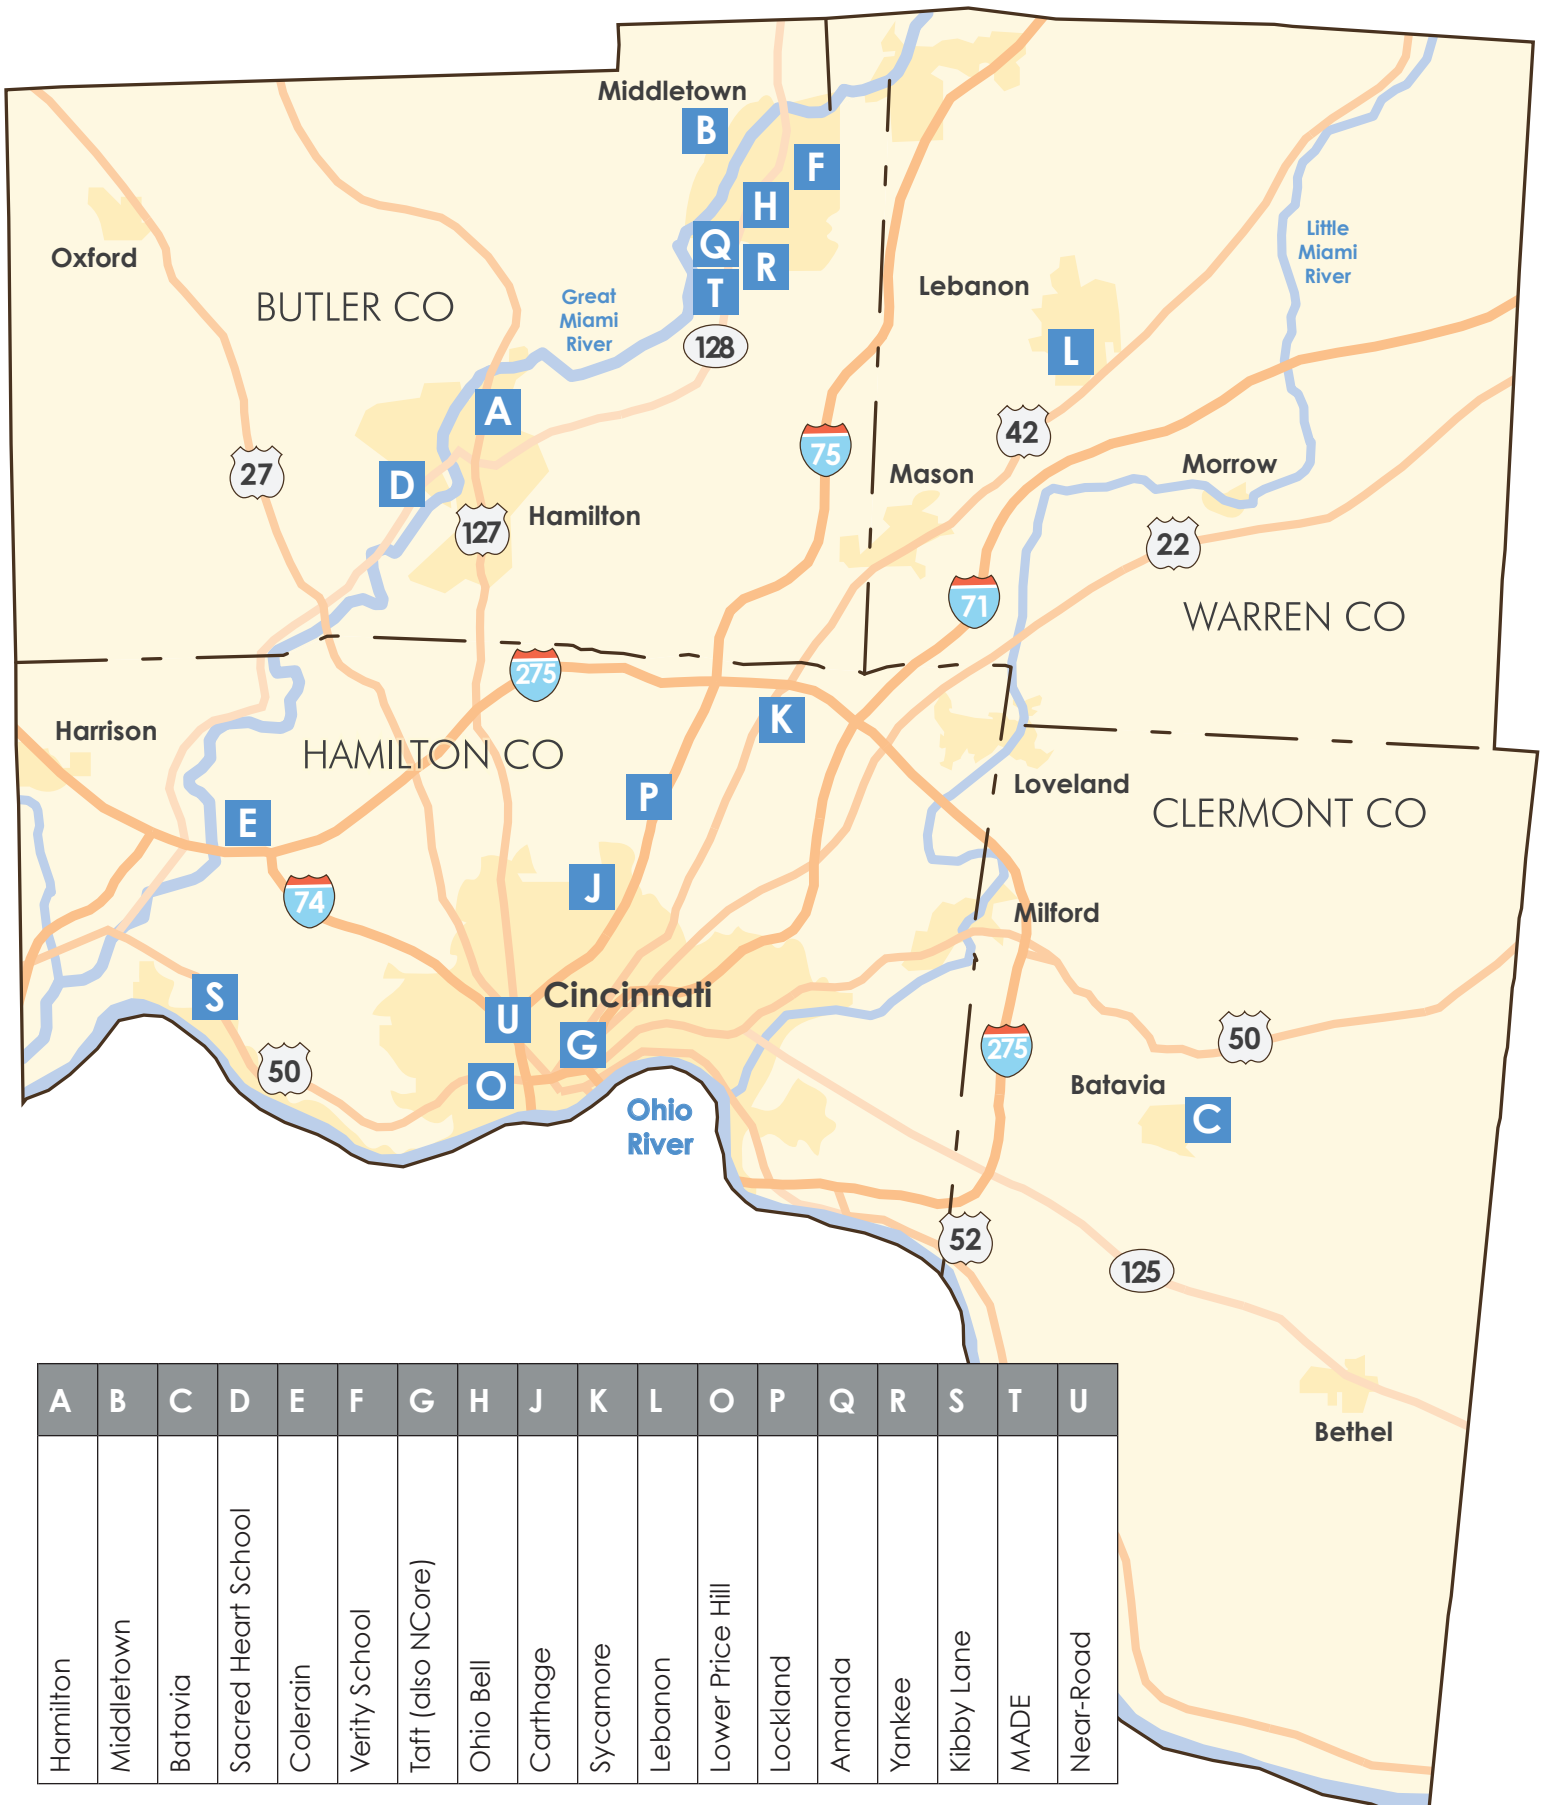 Middletown
B
F
H
Q
R
T
Oxford
BUTLER CO
Great
Miami
River
128
Lebanon
L
Little
Miami
River
A
D
27
127
Hamilton
75
42
Mason
Morrow
22
71
WARREN CO
275
K
Harrison
HAMILTON CO
P
E
J
74
Loveland
CLERMONT CO
Milford
S
Cincinnati
U
G
O
50
Ohio
River
275
50
Batavia
C
52
125
Bethel
A B C D E F G H J K L O P Q R S T U
Hamilton
Middletown
Batavia
Sacred Heart School
Colerain
Verity School
Taft (also NCore)
Ohio Bell
Carthage
Sycamore
Lebanon
Lower Price Hill
Lockland
Amanda
Yankee
Kibby Lane
MADE
Near-Road